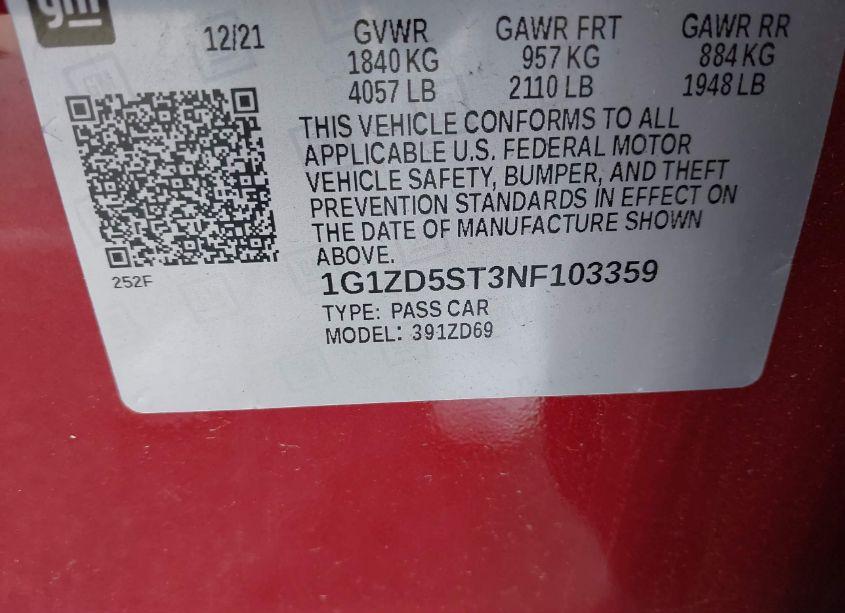 gm
12/21
GVWR GAWR FRT GAWR RR
1840 KG 957 KG 884 KG
4057 LB 2110 LB 1948 LB
THIS VEHICLE CONFORMS TO ALL
APPLICABLE U.S. FEDERAL MOTOR
VEHICLE SAFETY, BUMPER, AND THEFT
PREVENTION STANDARDS IN EFFECT ON
THE DATE OF MANUFACTURE SHOWN
ABOVE.
252F
1G1ZD5ST3NF103359
TYPE: PASS CAR
MODEL: 391ZD69